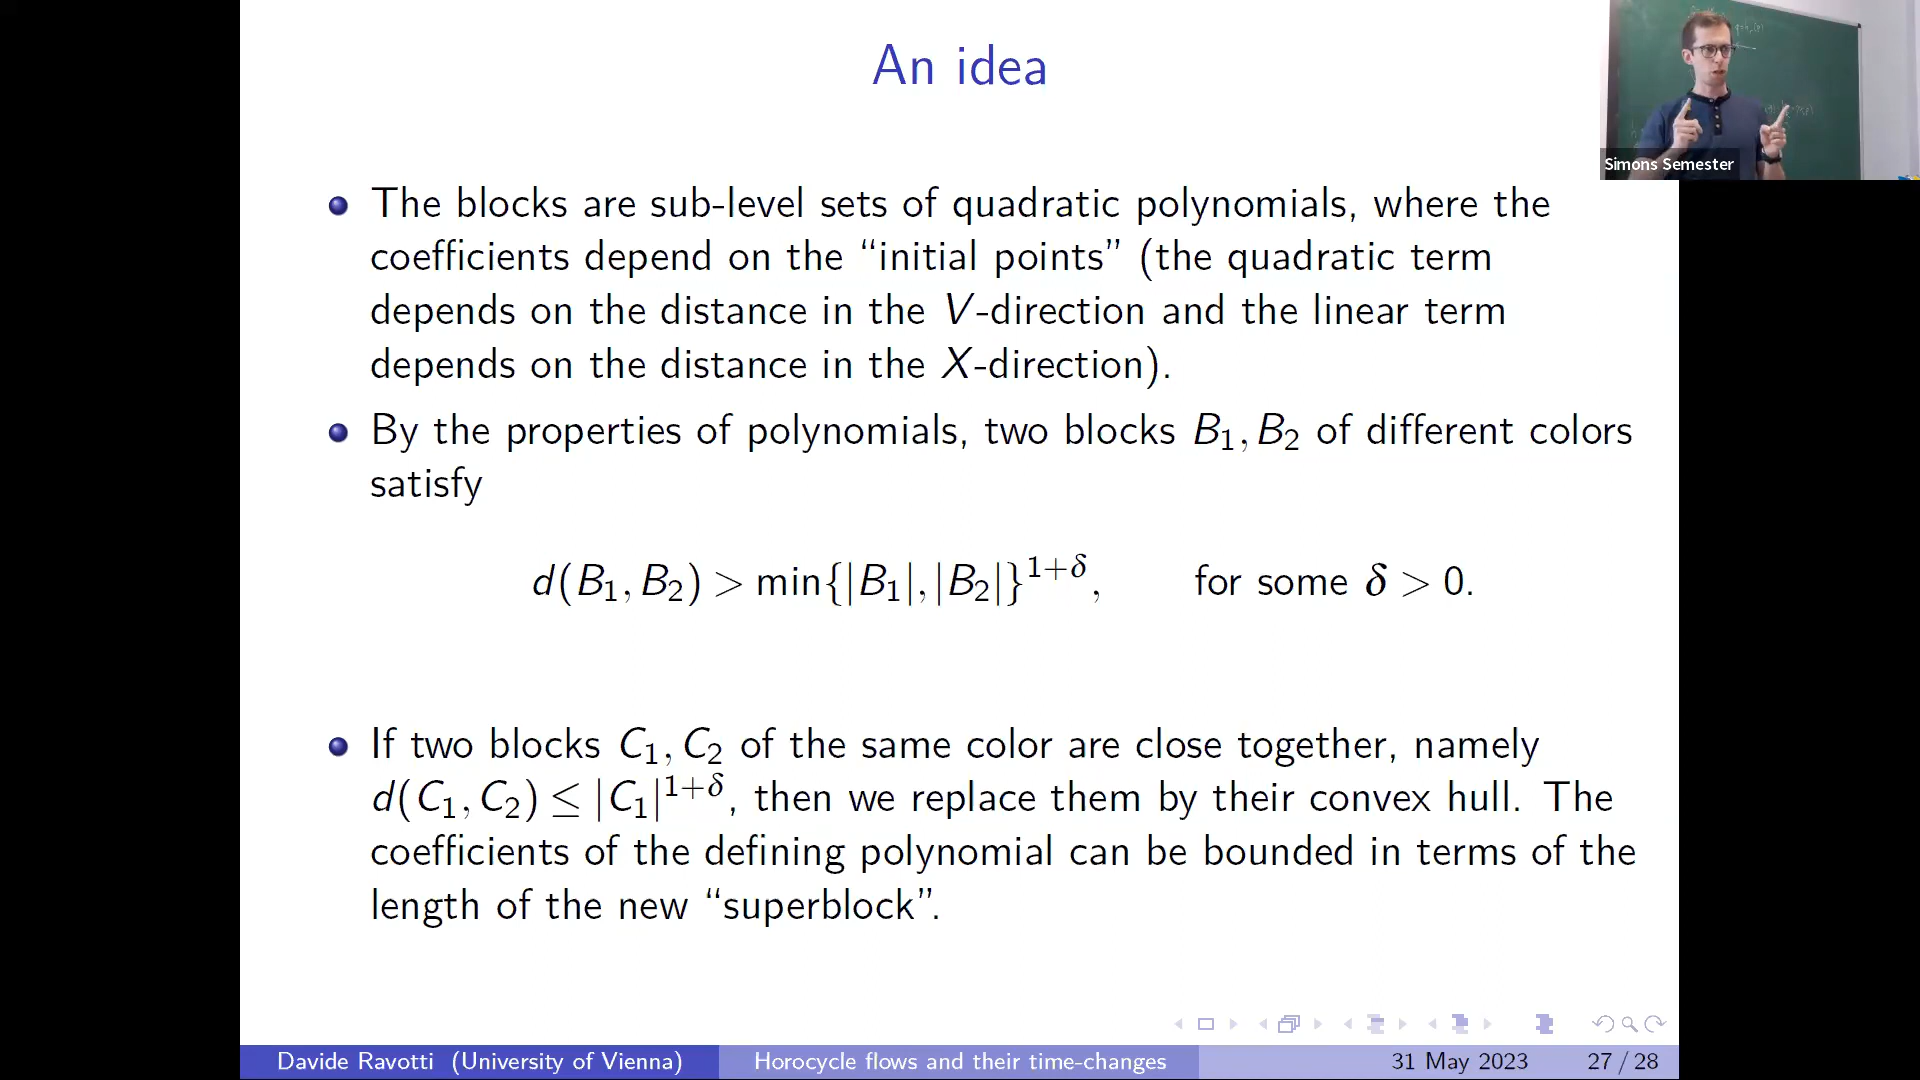 An idea
Simons Semester
• The blocks are sub-level sets of quadratic polynomials, where the
coefficients depend on the “initial points” (the quadratic term
depends on the distance in the V-direction and the linear term
depends on the distance in the X-direction).
• By the properties of polynomials, two blocks B₁, B₂ of different colors
satisfy
d(B₁, B₂) > min{|B₁|, |B₂|}¹⁺ᵟ, for some δ > 0.
• If two blocks C₁, C₂ of the same color are close together, namely
d(C₁, C₂) ≤ |C₁|¹⁺ᵟ, then we replace them by their convex hull. The
coefficients of the defining polynomial can be bounded in terms of the
length of the new “superblock”.
Davide Ravotti (University of Vienna) Horocycle flows and their time-changes 31 May 2023 27 / 28